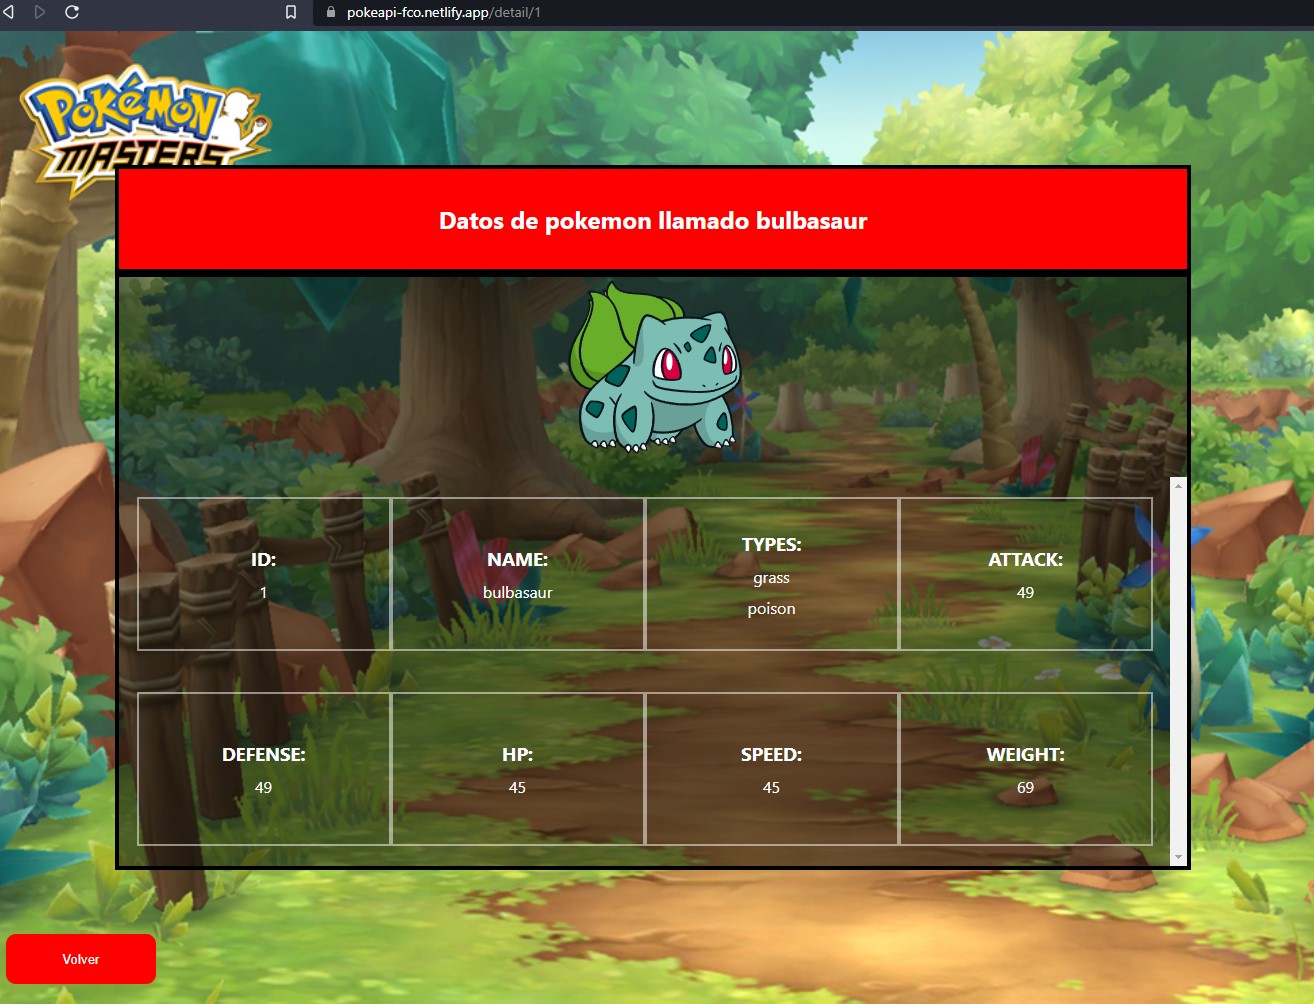 pokeapi-fco.netlify.app/detail/1
POKéMON
MASTERS
Datos de pokemon llamado bulbasaur
ID:
1
NAME:
bulbasaur
TYPES:
grass
poison
ATTACK:
49
DEFENSE:
49
HP:
45
SPEED:
45
WEIGHT:
69
Volver